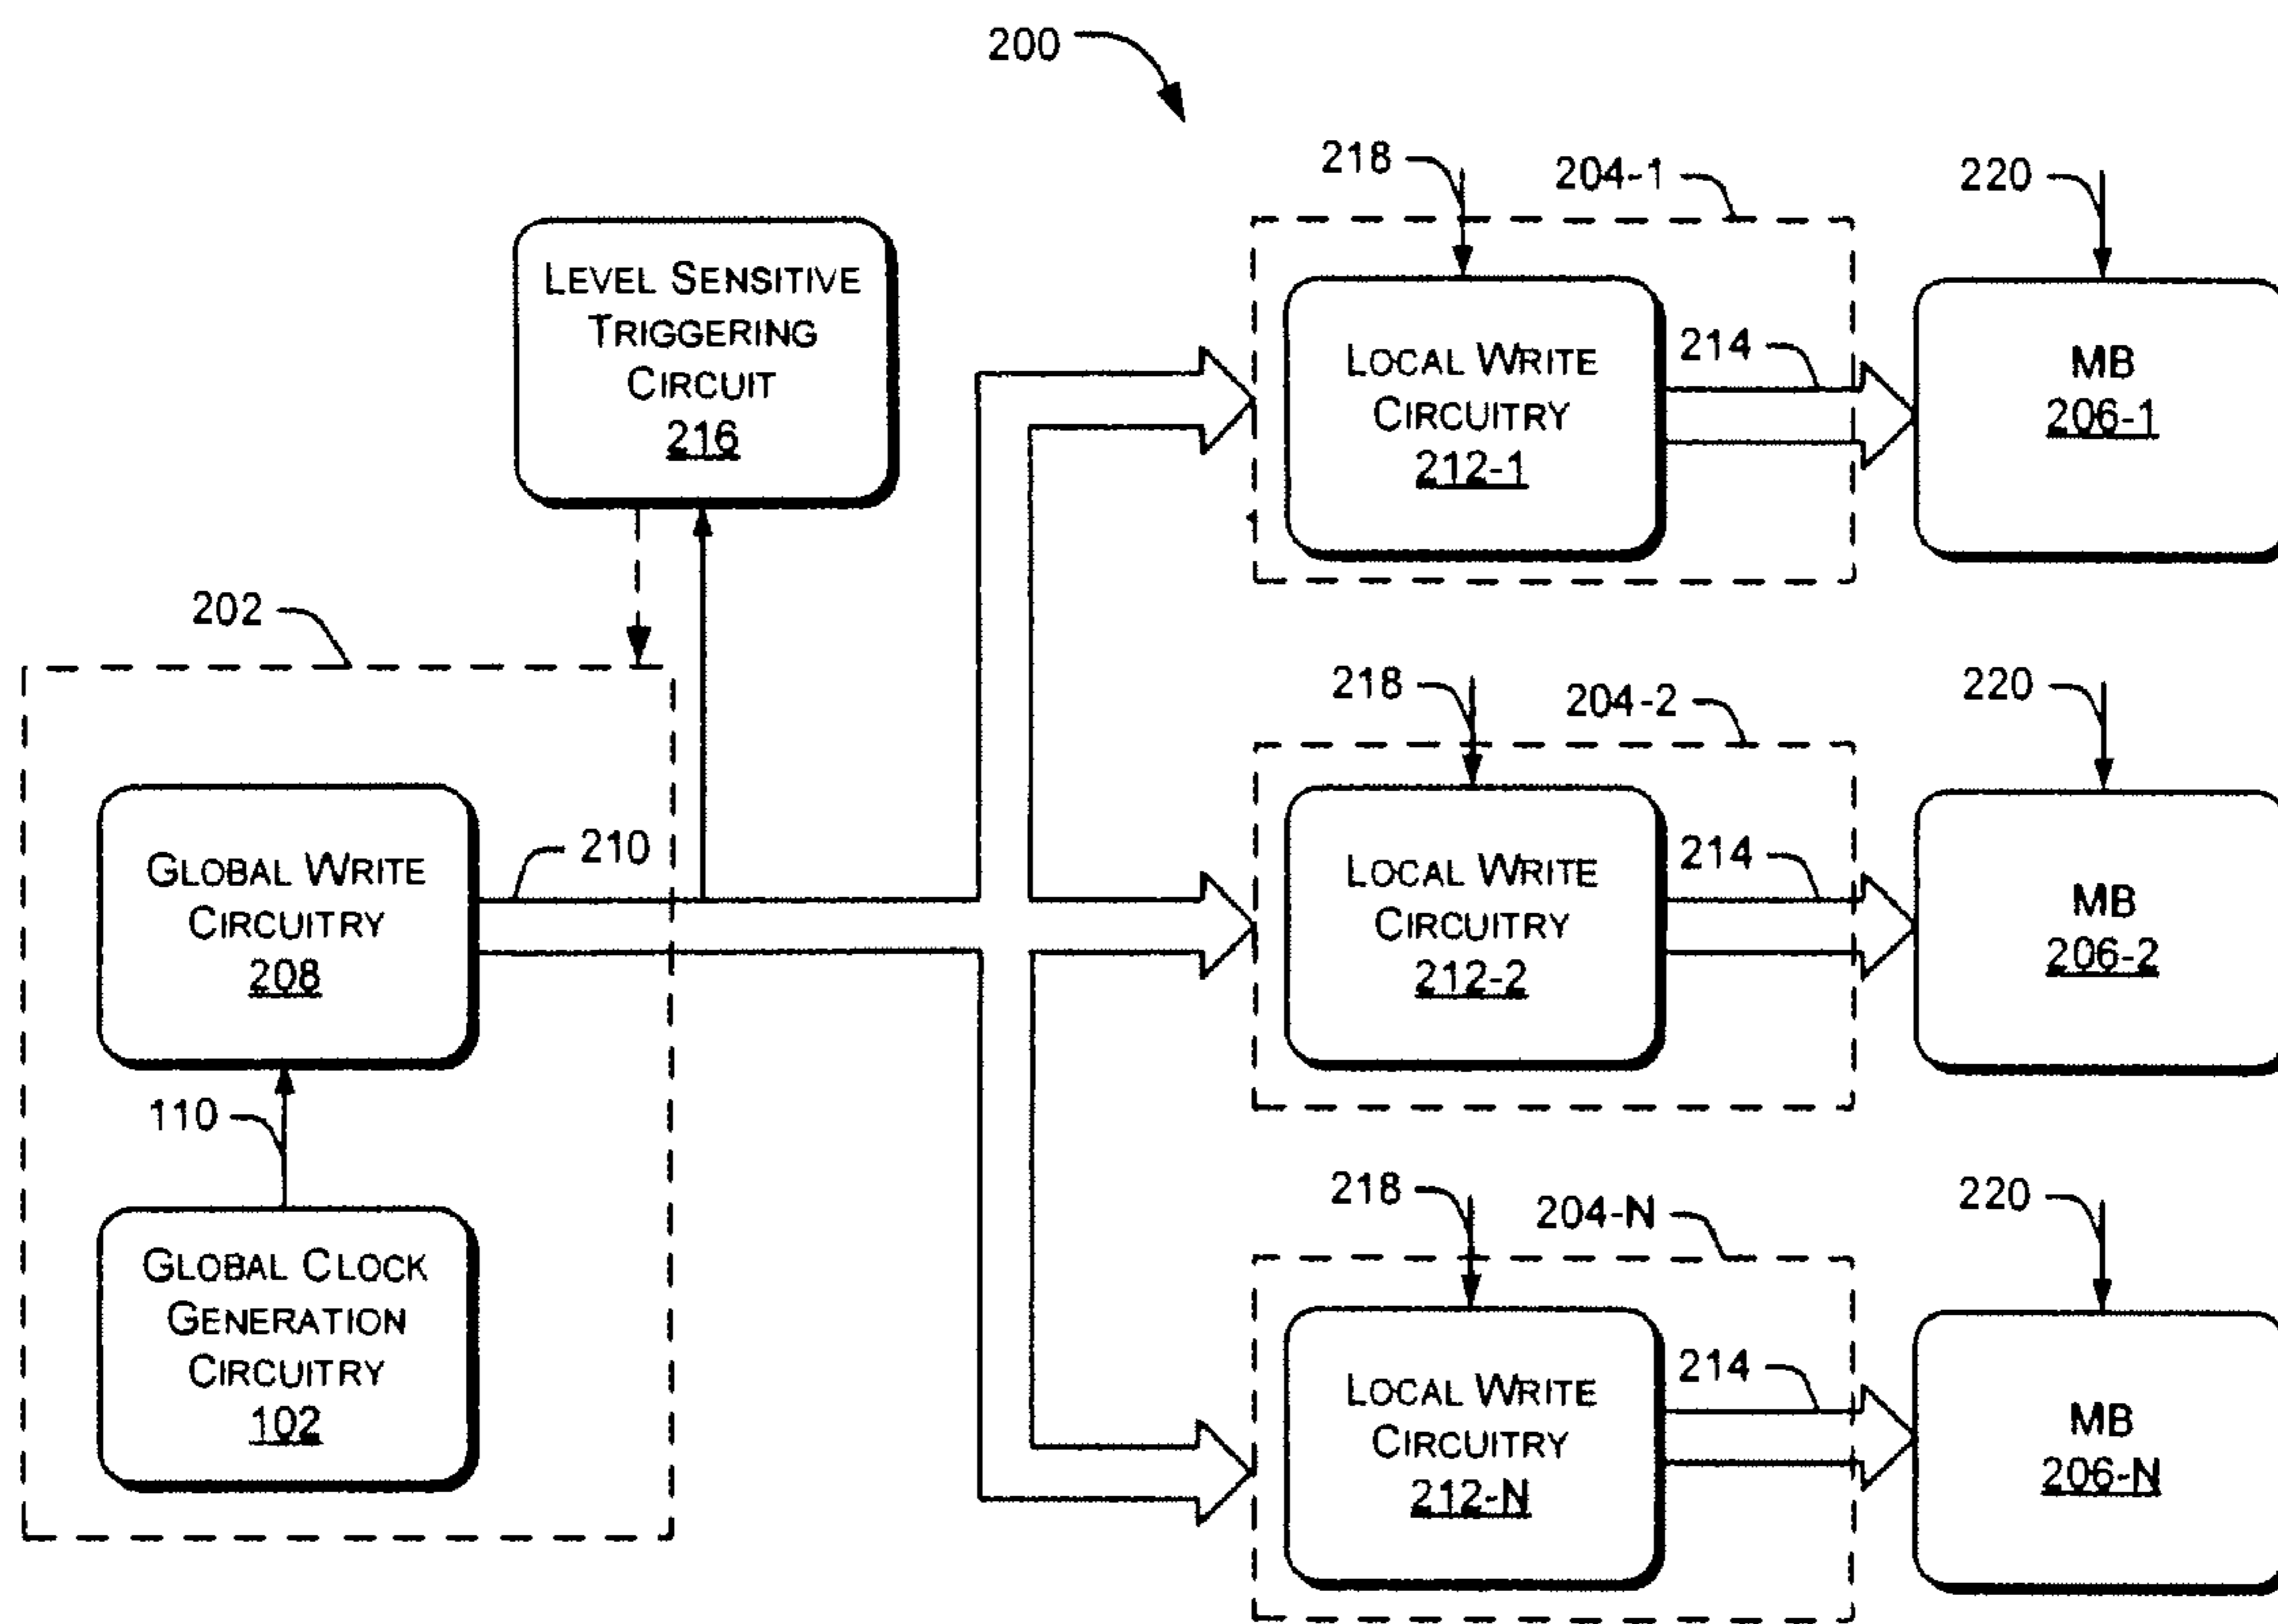 200
218
204-1
220
LEVEL SENSITIVE
TRIGGERING
CIRCUIT
216
LOCAL WRITE
CIRCUITRY
212-1
214
MB
206-1
202
218
204-2
220
GLOBAL WRITE
CIRCUITRY
208
210
LOCAL WRITE
CIRCUITRY
212-2
214
MB
206-2
110
218
204-N
220
GLOBAL CLOCK
GENERATION
CIRCUITRY
102
LOCAL WRITE
CIRCUITRY
212-N
214
MB
206-N